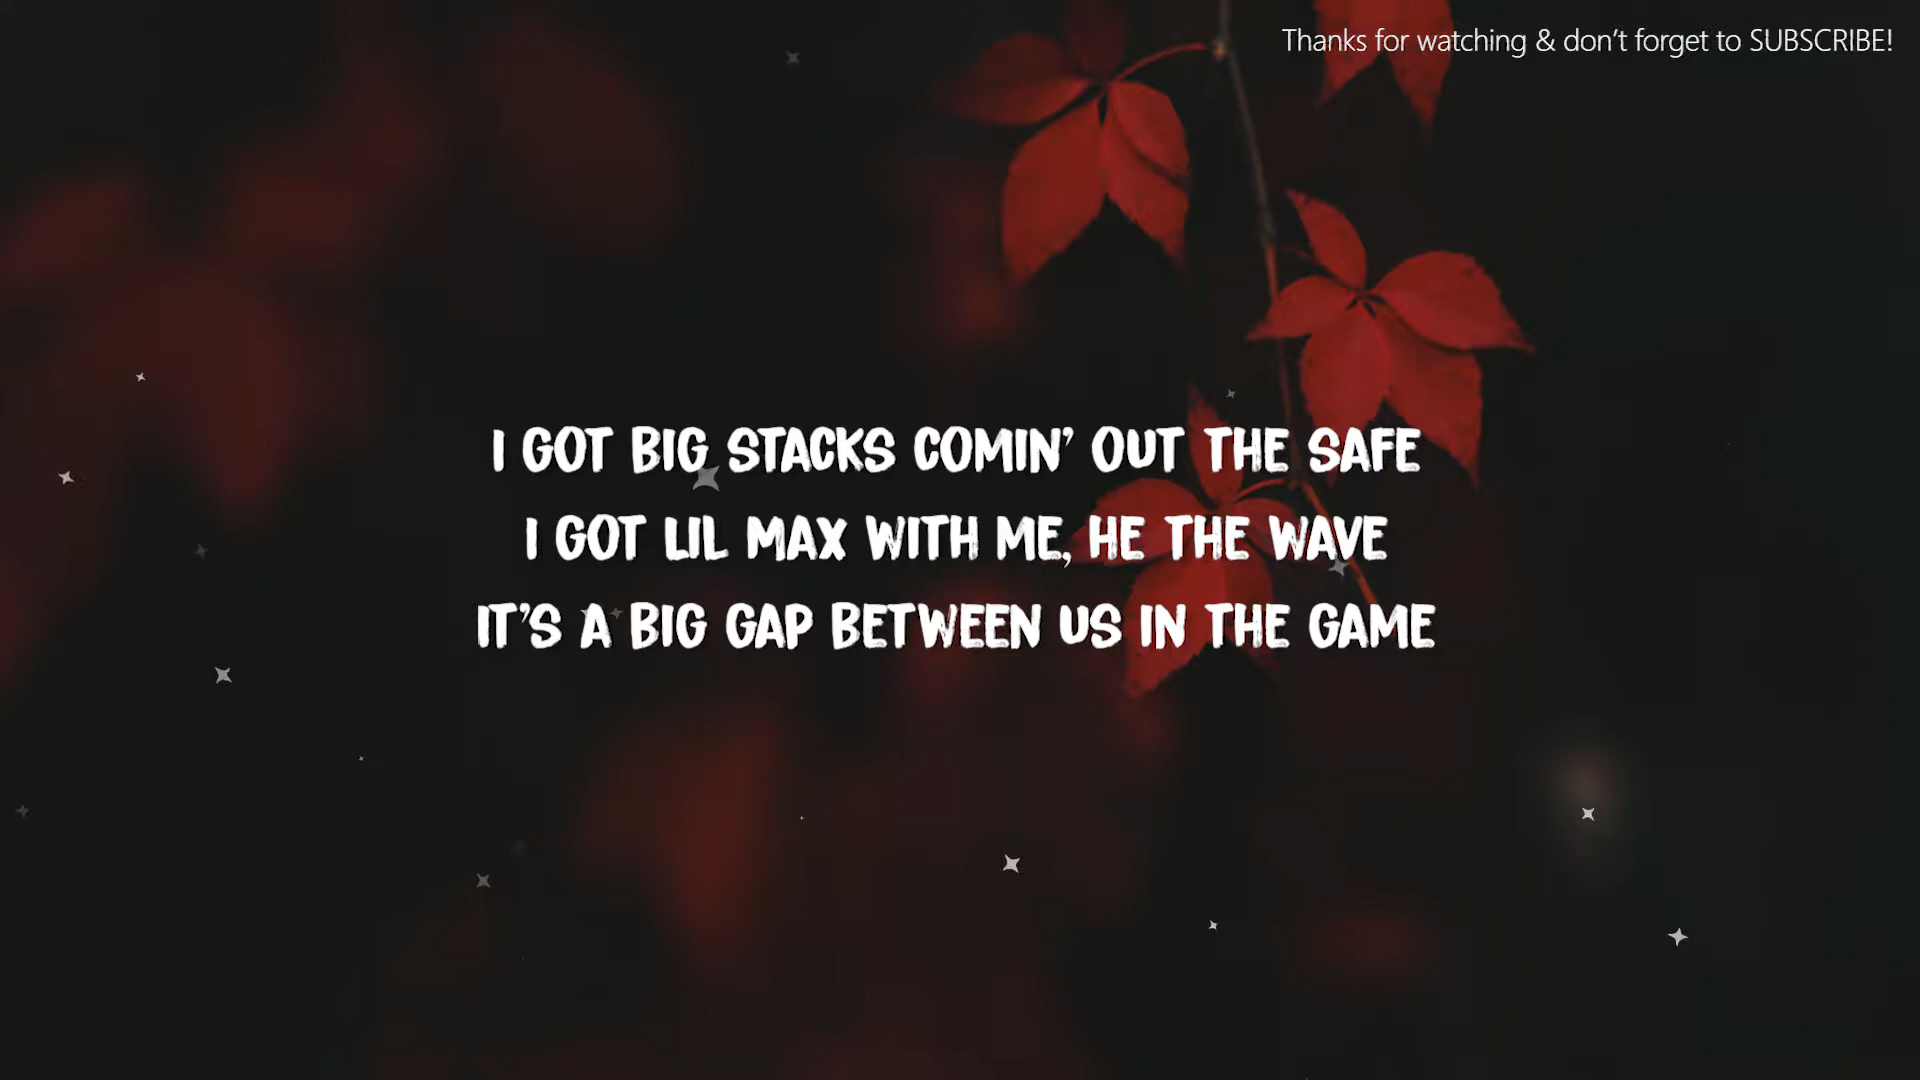 Thanks for watching & don't forget to SUBSCRIBE!
I GOT BIG STACKS COMIN' OUT THE SAFE
I GOT LIL MAX WITH ME, HE THE WAVE
IT'S A BIG GAP BETWEEN US IN THE GAME